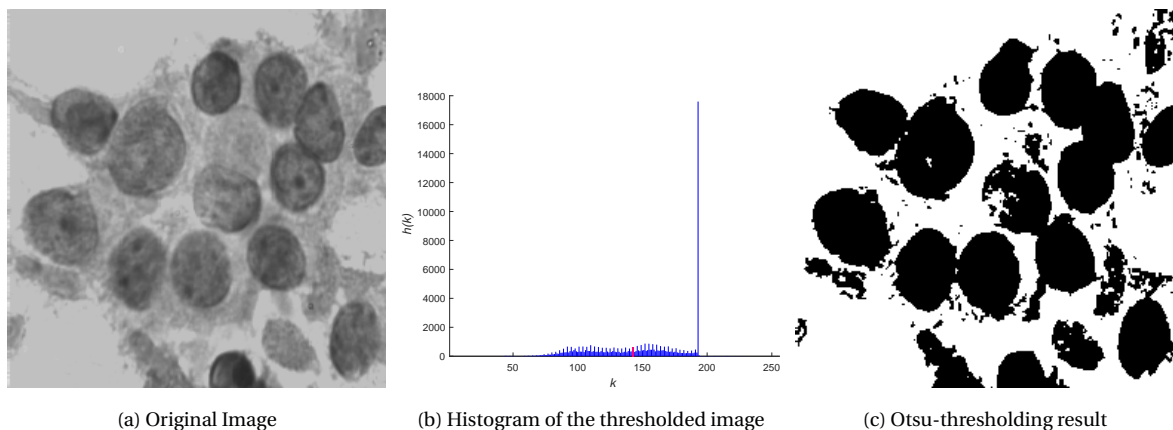 18000
16000
14000
12000
10000
8000
6000
4000
2000
0
h(k)
50 100 150 200 250
k
(a) Original Image (b) Histogram of the thresholded image (c) Otsu-thresholding result